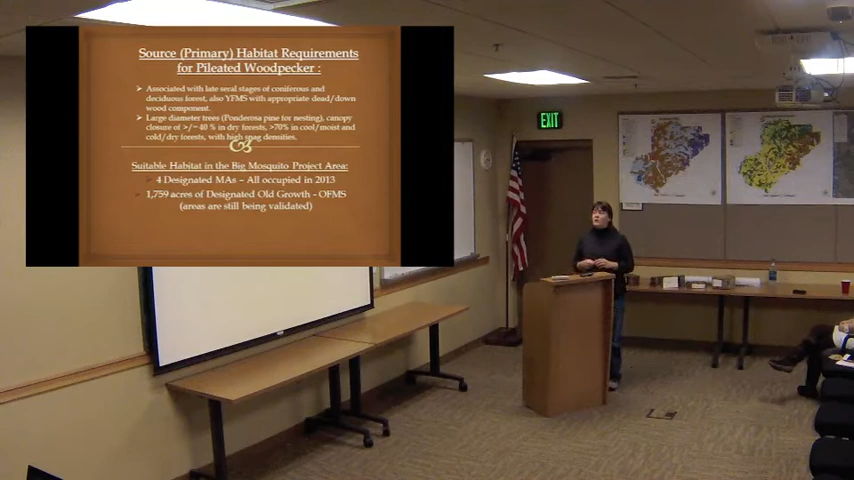 Source (Primary) Habitat Requirements
for Pileated Woodpecker :
Associated with late seral stages of coniferous and
deciduous forest, also YFMS with appropriate dead/down
wood component.
Large diameter trees (Ponderosa pine for nesting), canopy
closure of >/= 40 % in dry forests, >70% in cool/moist and
cold/dry forests, with high snag densities.
Suitable Habitat in the Big Mosquito Project Area:
4 Designated MAs - All occupied in 2013
1,759 acres of Designated Old Growth - OFMS
(areas are still being validated)
EXIT